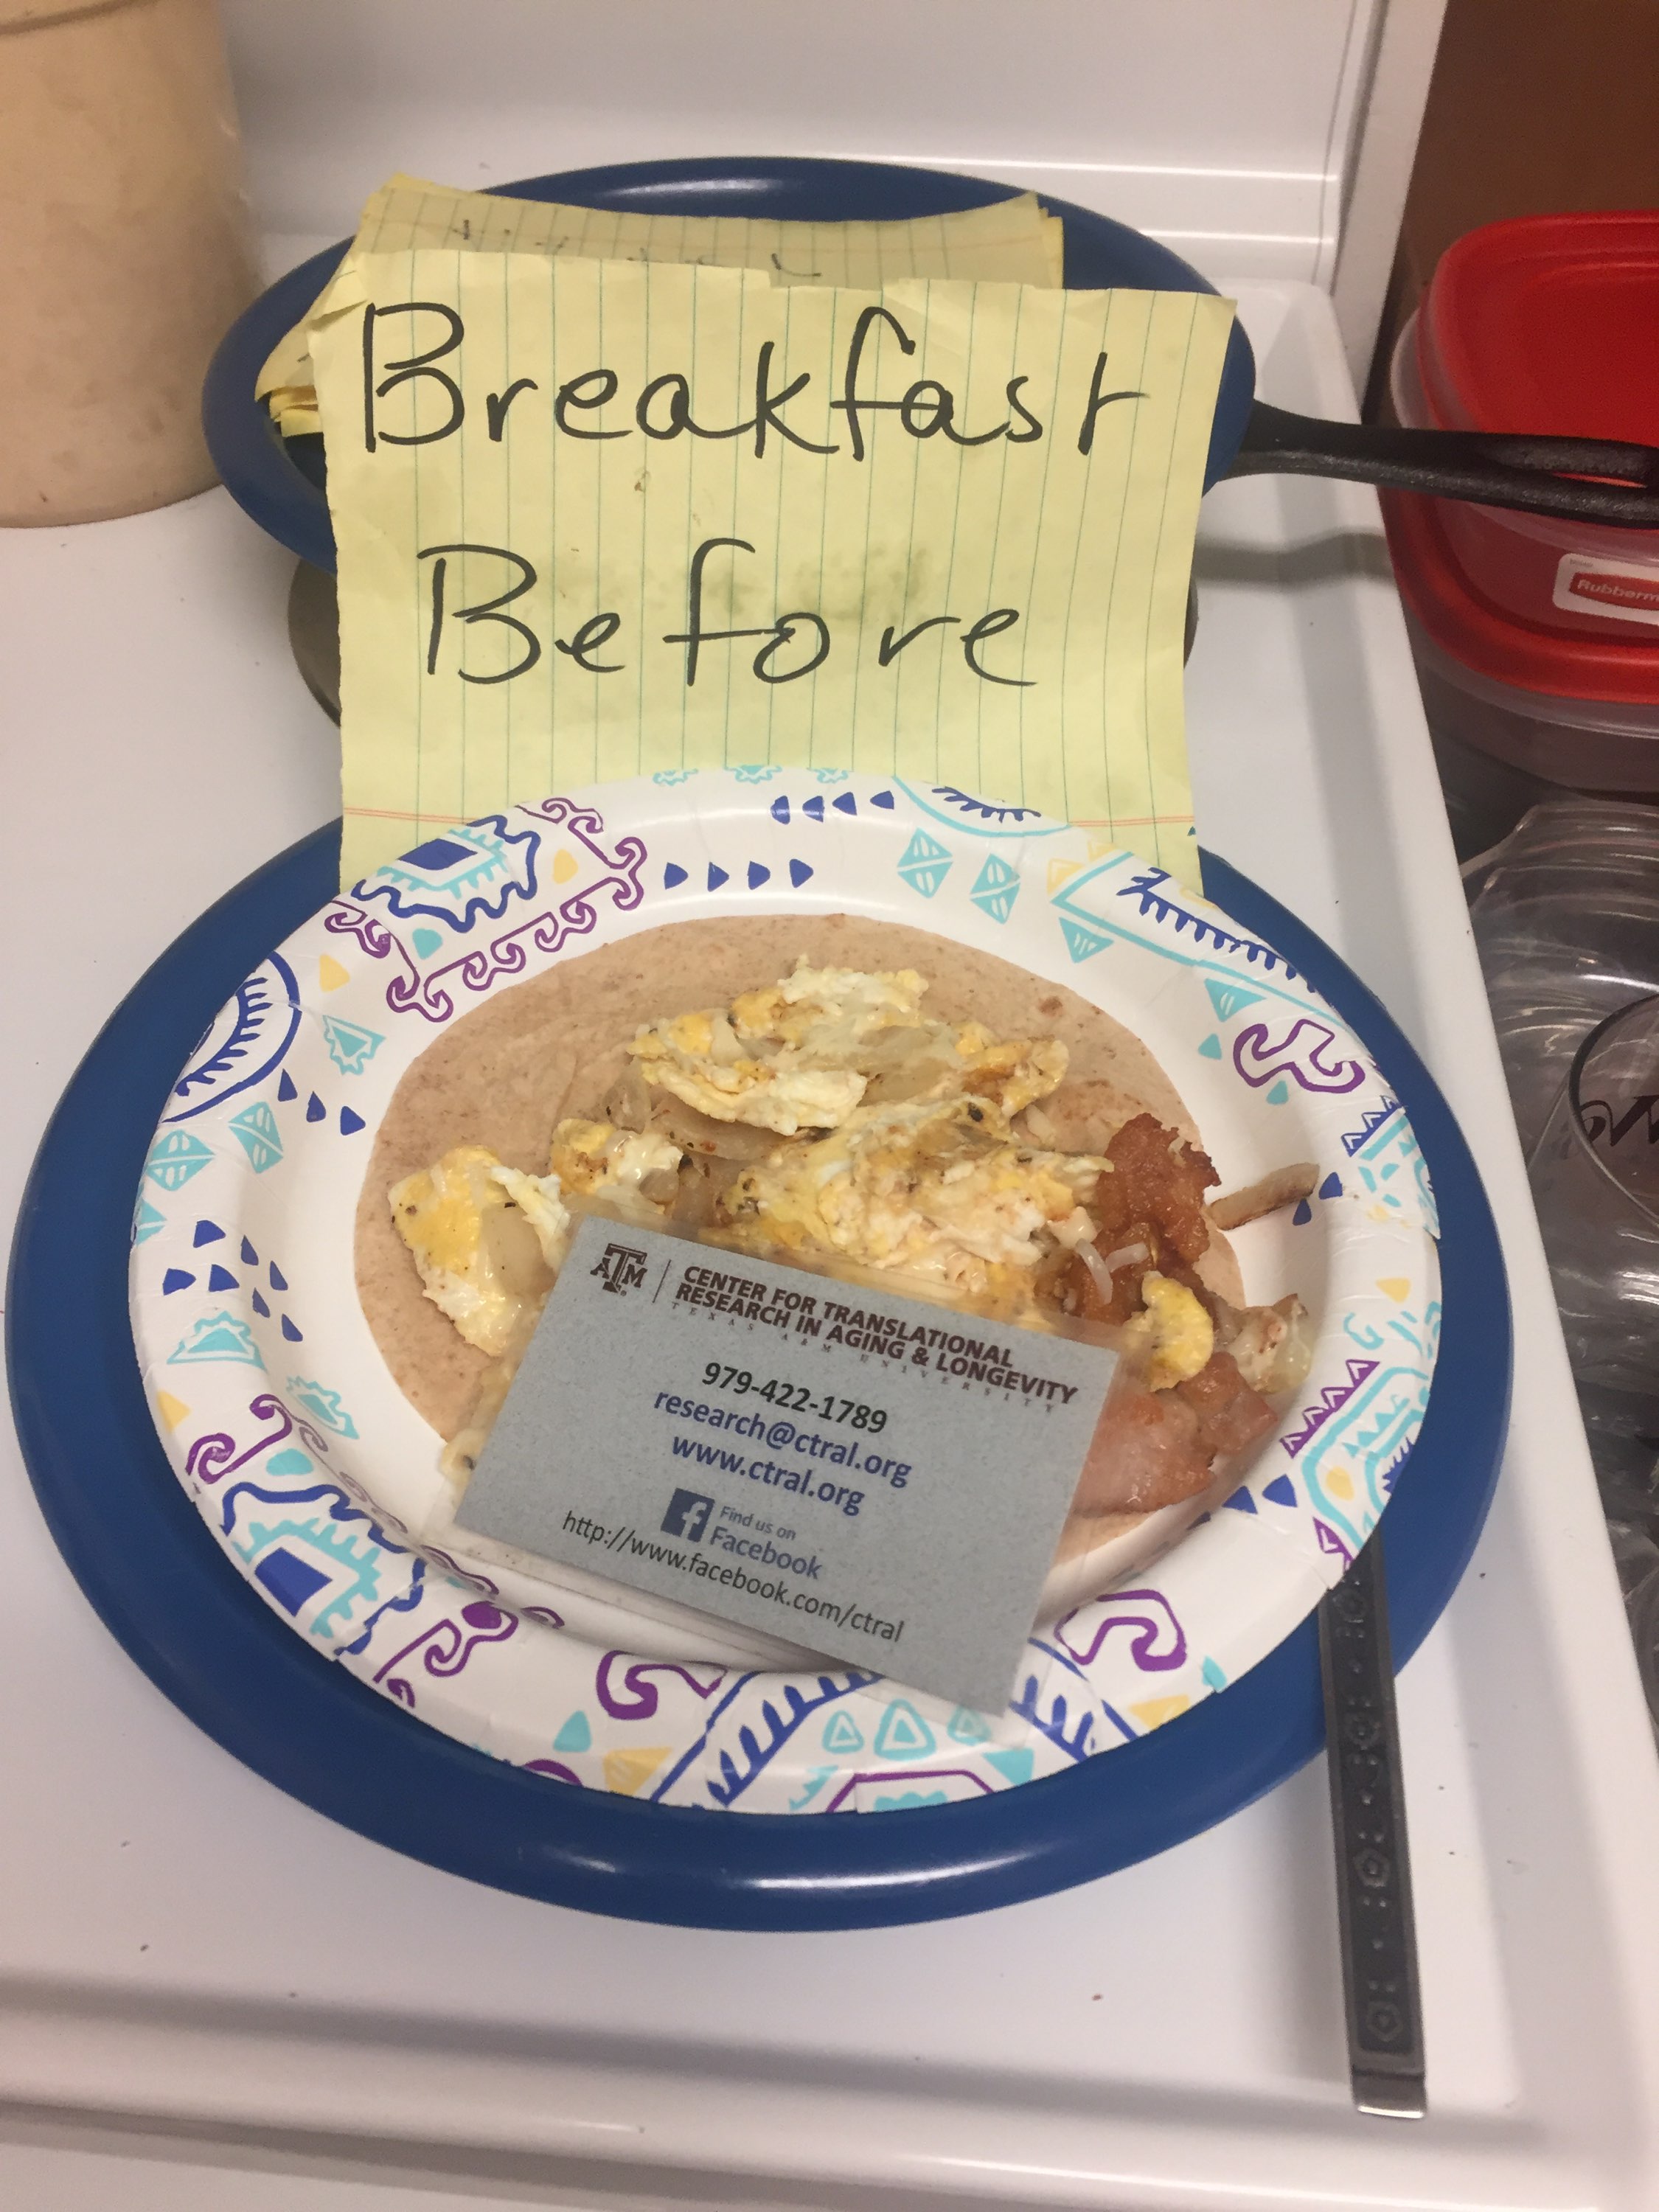 Breakfast
Before
Rubberm
ATM
CENTER FOR TRANSLATIONAL
RESEARCH IN AGING & LONGEVITY
TEXAS A&M UNIVERSITY
979-422-1789
research@ctral.org
www.ctral.org
f Find us on
Facebook
http://www.facebook.com/ctral